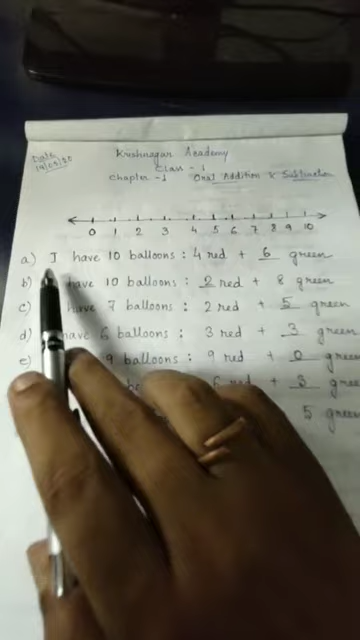 Date
14/05/20
Krishnagar Academy
Class - 1
Chapter - 1 Oral Addition & Subtraction
0 1 2 3 4 5 6 7 8 9 10
a) I have 10 balloons : 4 red + 6 green
b) have 10 balloons : 2 red + 8 green
c) have 7 balloons : 2 red + 5 green
d) have 6 balloons : 3 red + 3 green
e) 9 balloons : 9 red + 0 green
6 red + 3 green
5 green